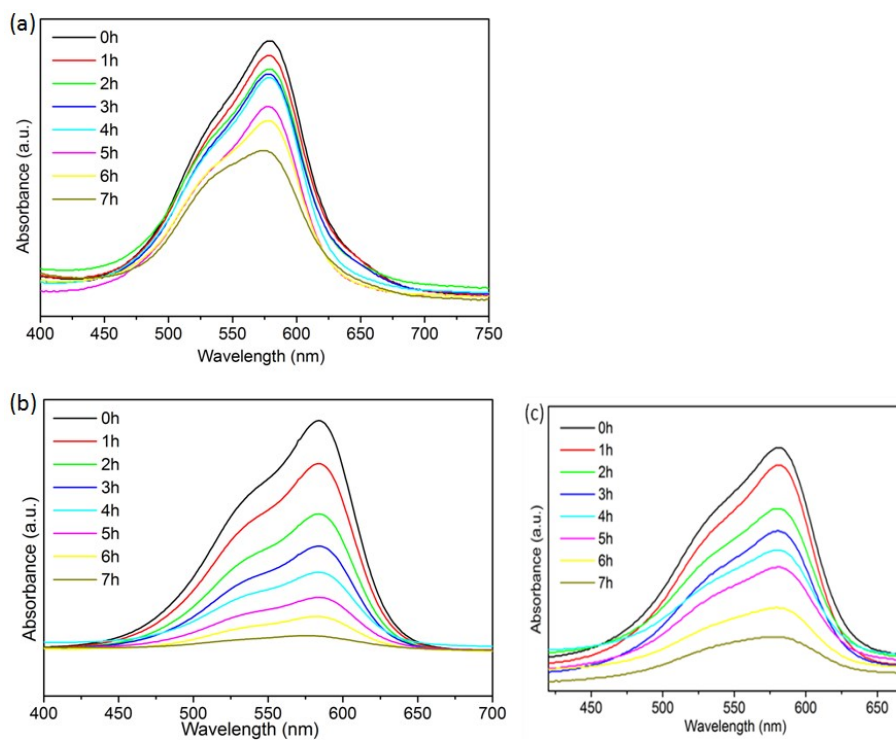 (a)
0h
1h
2h
3h
4h
5h
6h
7h
Absorbance (a.u.)
400 450 500 550 600 650 700 750
Wavelength (nm)
(b)
0h
1h
2h
3h
4h
5h
6h
7h
Absorbance (a.u.)
400 450 500 550 600 650 700
Wavelength (nm)
(c)
0h
1h
2h
3h
4h
5h
6h
7h
Absorbance (a.u.)
450 500 550 600 650
Wavelength (nm)